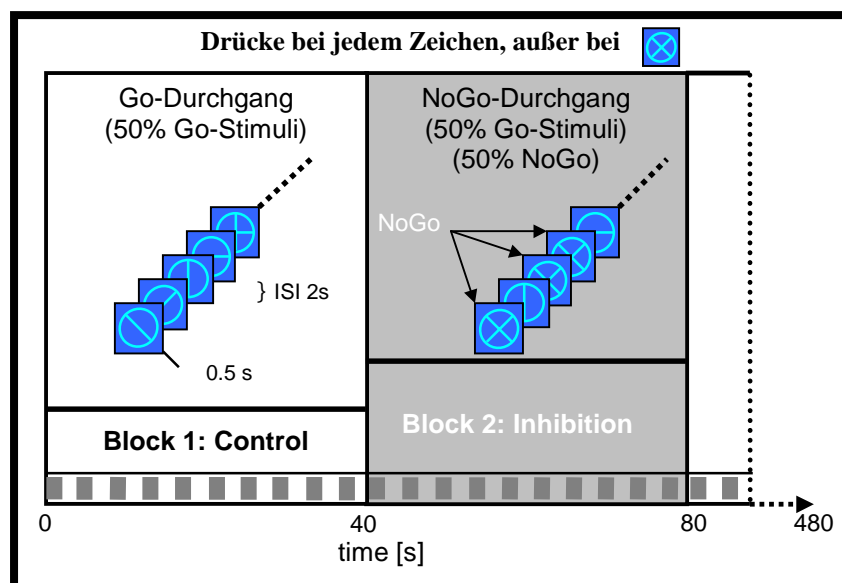 Drücke bei jedem Zeichen, außer bei
Go-Durchgang
(50% Go-Stimuli)
NoGo-Durchgang
(50% Go-Stimuli)
(50% NoGo)
NoGo
} ISI 2s
0.5 s
Block 1: Control
Block 2: Inhibition
0
40
80
480
time [s]